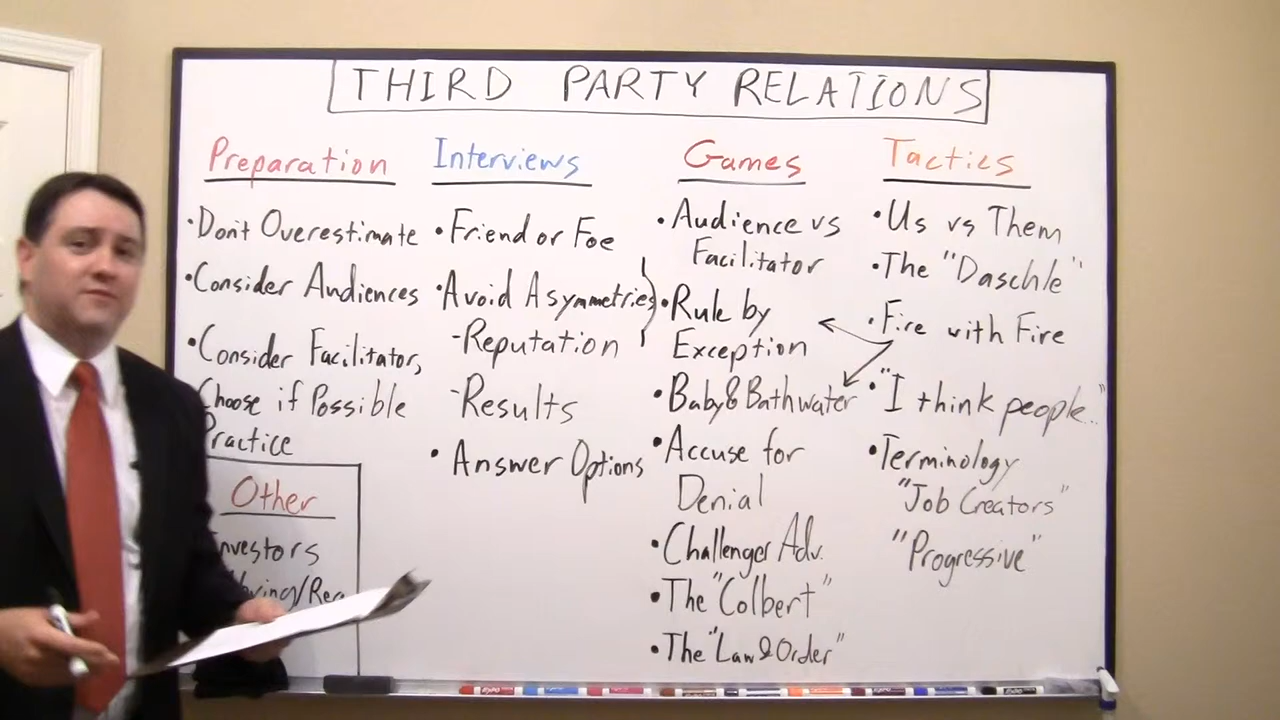 THIRD PARTY RELATIONS
Preparation
•Don't Overestimate
•Consider Audiences
•Consider Facilitator,
Choose if Possible
Practice
Other
Investors
Interviews
•Friend or Foe
•Avoid Asymmetries
-Reputation
-Results
•Answer Options
Games
•Audience vs
Facilitator
•Rule by
Exception
•Baby&Bathwater
•Accuse for
Denial
•Challenger Adv.
•The "Colbert"
•The "Law&Order"
Tactics
•Us vs Them
•The "Daschle"
•Fire with Fire
•"I think people..."
•Terminology
"Job Creators"
"Progressive"